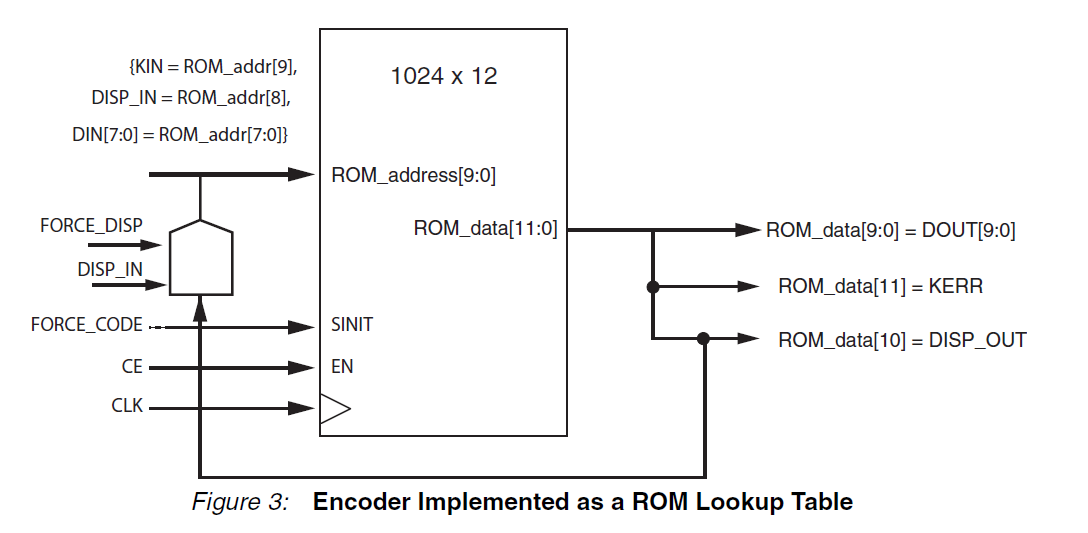 {KIN = ROM_addr[9],
DISP_IN = ROM_addr[8],
DIN[7:0] = ROM_addr[7:0]}
1024 x 12
ROM_address[9:0]
ROM_data[11:0]
FORCE_DISP
DISP_IN
FORCE_CODE
SINIT
CE
EN
CLK
ROM_data[9:0] = DOUT[9:0]
ROM_data[11] = KERR
ROM_data[10] = DISP_OUT
Figure 3: Encoder Implemented as a ROM Lookup Table